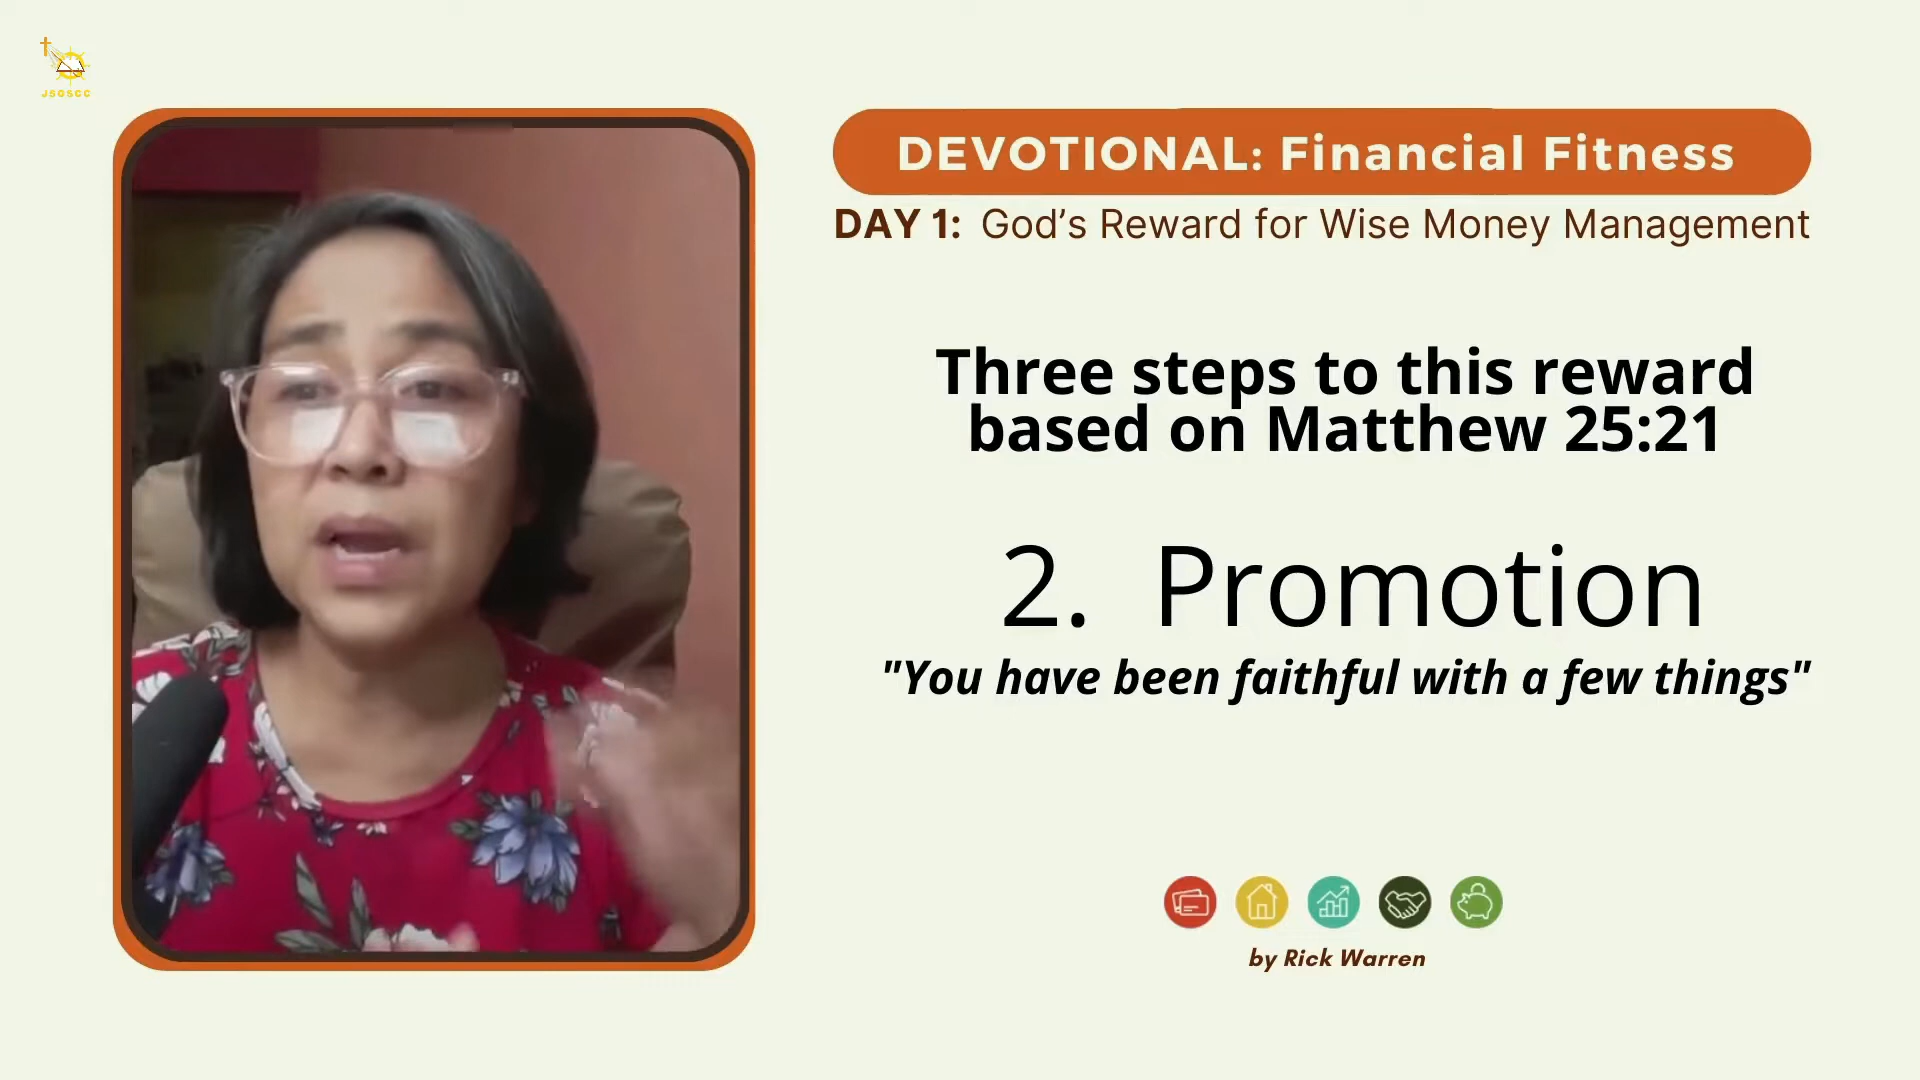 JSGSCC
DEVOTIONAL: Financial Fitness
DAY 1: God's Reward for Wise Money Management
Three steps to this reward
based on Matthew 25:21
2. Promotion
"You have been faithful with a few things"
by Rick Warren